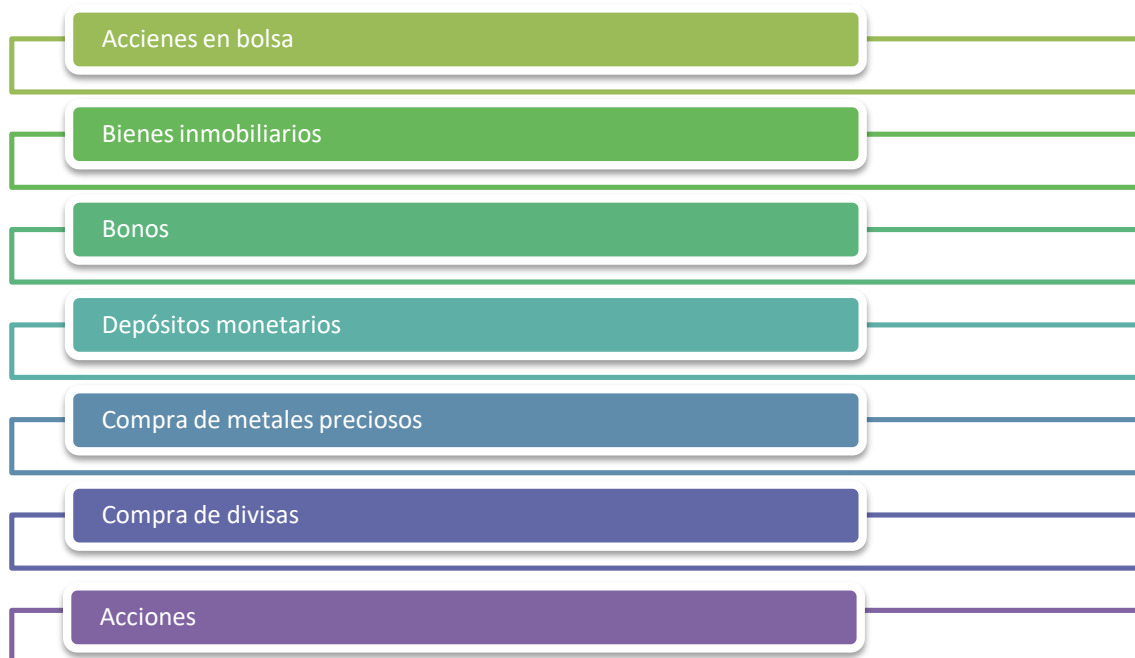 Accienes en bolsa
Bienes inmobiliarios
Bonos
Depósitos monetarios
Compra de metales preciosos
Compra de divisas
Acciones